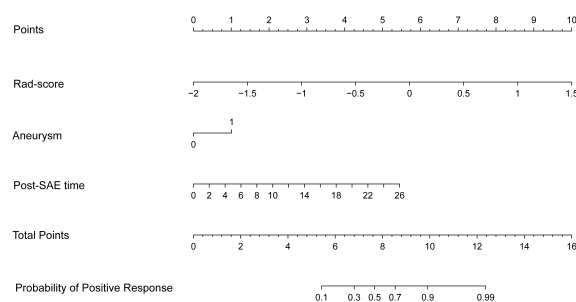 Points
0 1 2 3 4 5 6 7 8 9 10
Rad-score
−2 −1.5 −1 −0.5 0 0.5 1 1.5
Aneurysm
1
0
Post-SAE time
0 2 4 6 8 10 14 18 22 26
Total Points
0 2 4 6 8 10 12 14 16
Probability of Positive Response
0.1 0.3 0.5 0.7 0.9 0.99